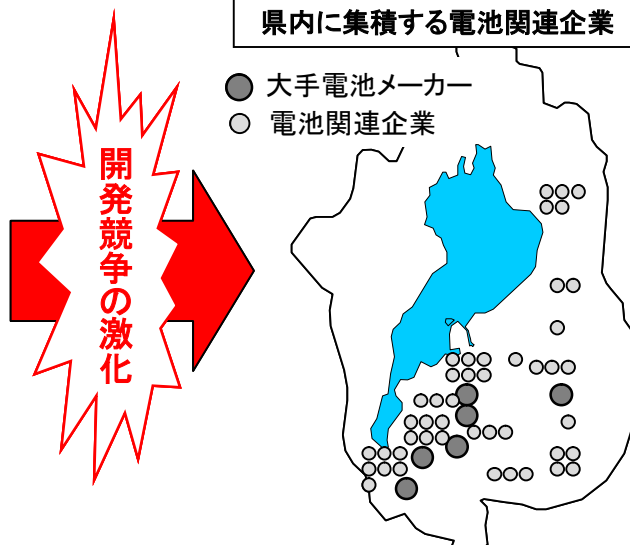 県内に集積する電池関連企業
大手電池メーカー
電池関連企業
開発競争の激化